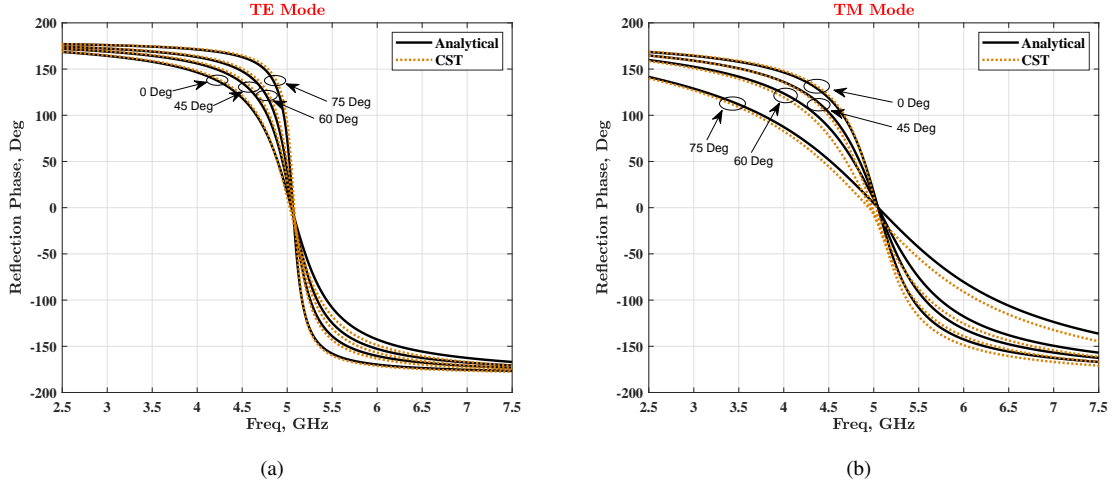 TE Mode
200
150
100
50
0
-50
-100
-150
-200
Reflection Phase, Deg
2.5 3 3.5 4 4.5 5 5.5 6 6.5 7 7.5
Freq, GHz
Analytical
CST
0 Deg
45 Deg
60 Deg
75 Deg
(a)
TM Mode
200
150
100
50
0
-50
-100
-150
-200
Reflection Phase, Deg
2.5 3 3.5 4 4.5 5 5.5 6 6.5 7 7.5
Freq, GHz
Analytical
CST
0 Deg
45 Deg
60 Deg
75 Deg
(b)